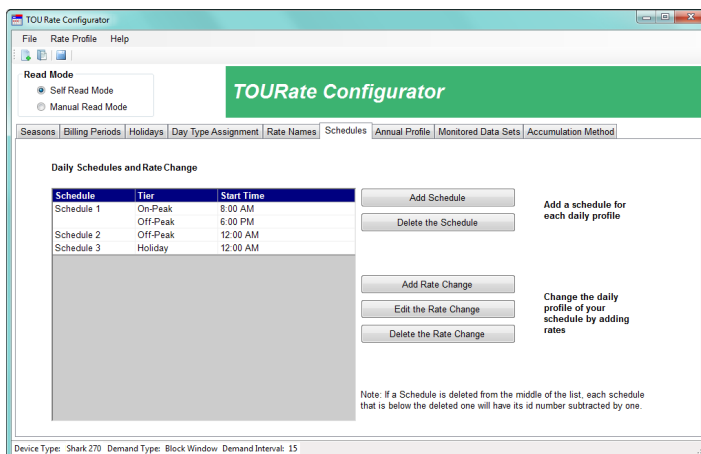 TOU Rate Configurator
File Rate Profile Help
Read Mode
Self Read Mode
Manual Read Mode
TOURate Configurator
Seasons Billing Periods Holidays Day Type Assignment Rate Names Schedules Annual Profile Monitored Data Sets Accumulation Method
Daily Schedules and Rate Change
Schedule Tier Start Time
Schedule 1 On-Peak 8:00 AM
Off-Peak 6:00 PM
Schedule 2 Off-Peak 12:00 AM
Schedule 3 Holiday 12:00 AM
Add Schedule
Delete the Schedule
Add a schedule for
each daily profile
Add Rate Change
Edit the Rate Change
Delete the Rate Change
Change the daily
profile of your
schedule by adding
rates
Note: If a Schedule is deleted from the middle of the list, each schedule
that is below the deleted one will have its id number subtracted by one.
Device Type: Shark 270 Demand Type: Block Window Demand Interval: 15